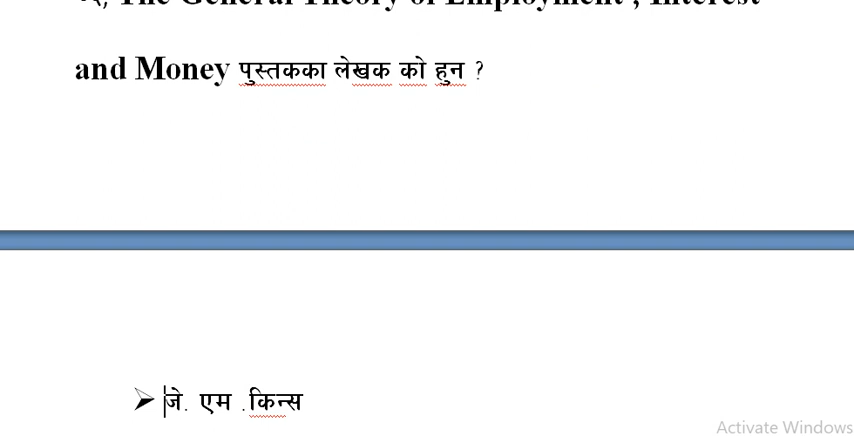 The General Theory of Employment , Interest
and Money पुस्तकका लेखक को हुन ?
जे. एम .किन्स
Activate Windows